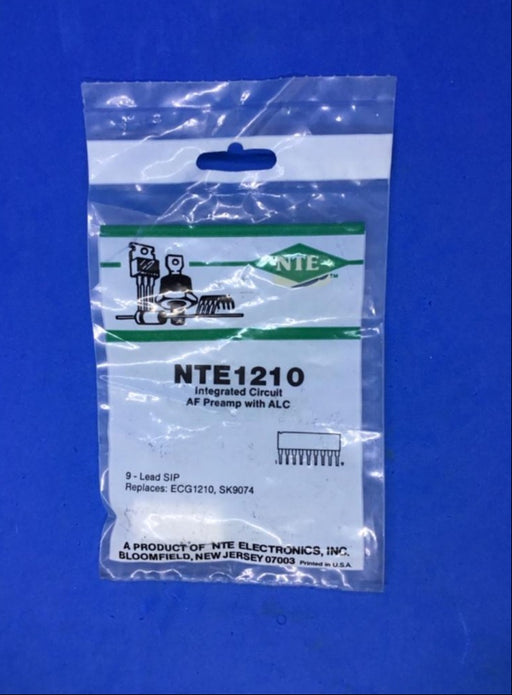 NTE™
NTE1210
Integrated Circuit
AF Preamp with ALC
9 - Lead SIP
Replaces: ECG1210, SK9074
A PRODUCT OF NTE ELECTRONICS, INC.
BLOOMFIELD, NEW JERSEY 07003 Printed in U.S.A.